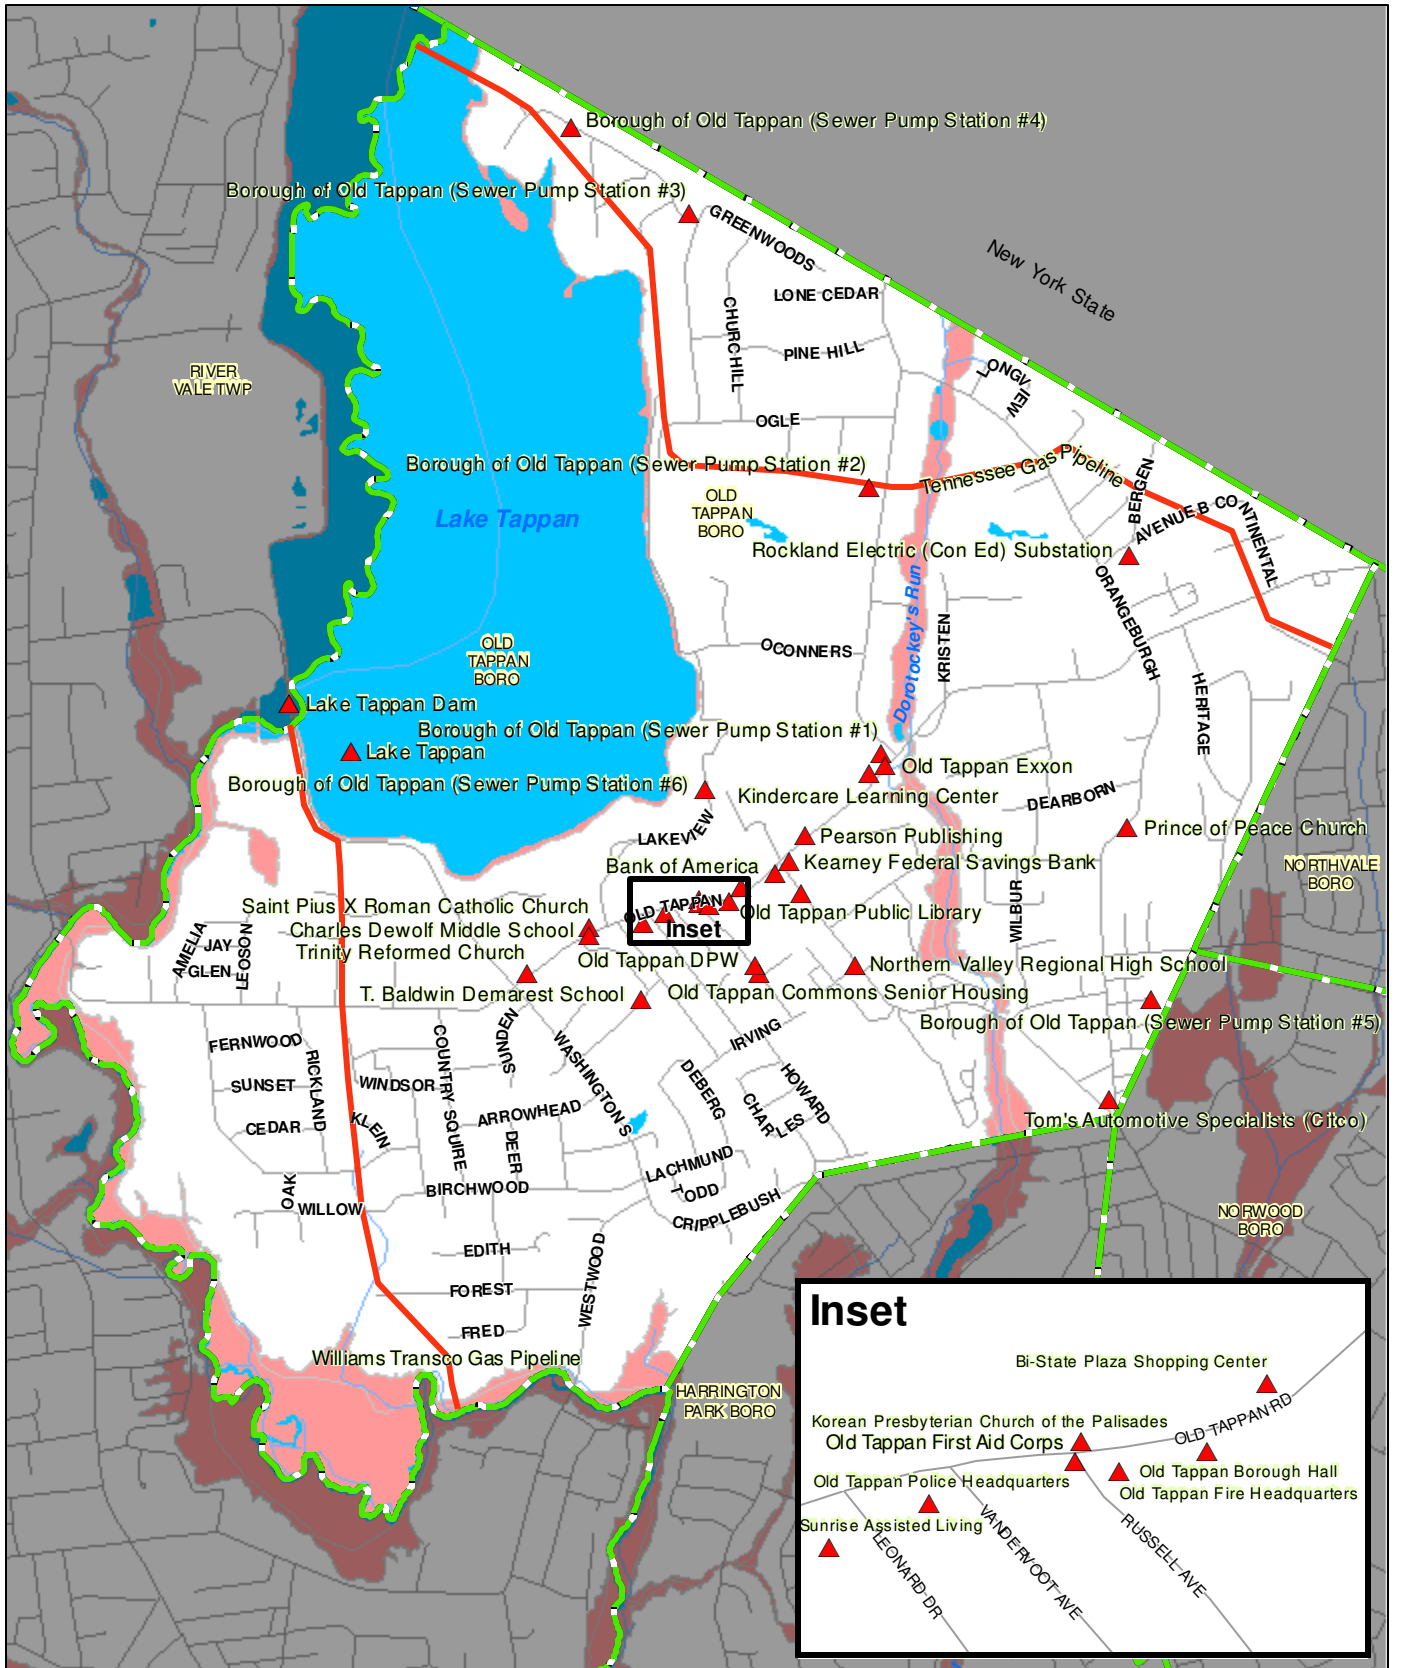 Borough of Old Tappan (Sewer Pump Station #4)
Borough of Old Tappan (Sewer Pump Station #3)
GREENWOODS
New York State
LONE CEDAR
CHURCHILL
PINE HILL
RIVER
VALE TWP
LONGVIEW
OGLE
Borough of Old Tappan (Sewer Pump Station #2)
Tennessee Gas Pipeline
BERGEN
OLD
TAPPAN
BORO
Lake Tappan
AVENUE B
CONTINENTAL
Rockland Electric (Con Ed) Substation
ORANGEBURGH
Dorotockey's Run
KRISTEN
OCONNERS
OLD
TAPPAN
BORO
HERITAGE
Lake Tappan Dam
Borough of Old Tappan (Sewer Pump Station #1)
Lake Tappan
Old Tappan Exxon
Borough of Old Tappan (Sewer Pump Station #6)
Kindercare Learning Center
DEARBORN
LAKEVIEW
Pearson Publishing
Prince of Peace Church
Bank of America
Kearney Federal Savings Bank
NORTHVALE
BORO
Saint Pius X Roman Catholic Church
OLD TAPPAN
Old Tappan Public Library
WILBUR
Charles Dewolf Middle School
Inset
AMELIA
JAY
LEOSON
Trinity Reformed Church
Old Tappan DPW
Northern Valley Regional High School
GLEN
T. Baldwin Demarest School
Old Tappan Commons Senior Housing
Borough of Old Tappan (Sewer Pump Station #5)
FERNWOOD
RICKLAND
COUNTRY SQUIRE
SUNDEN
WASHINGTON S
IRVING
SUNSET
WINDSOR
DEBERG
HOWARD
CHARLES
ARROWHEAD
CEDAR
KLEIN
DEER
Tom's Automotive Specialists (Citco)
LACHMUND
OAK
BIRCHWOOD
TODD
WILLOW
CRIPPLEBUSH
NORWOOD
BORO
EDITH
WESTWOOD
FOREST
FRED
Williams Transco Gas Pipeline
HARRINGTON
PARK BORO
Inset
Bi-State Plaza Shopping Center
OLD TAPPAN RD
Korean Presbyterian Church of the Palisades
Old Tappan First Aid Corps
Old Tappan Borough Hall
Old Tappan Police Headquarters
Old Tappan Fire Headquarters
Sunrise Assisted Living
LEONARD DR
VANDERVOOT AVE
RUSSELL AVE